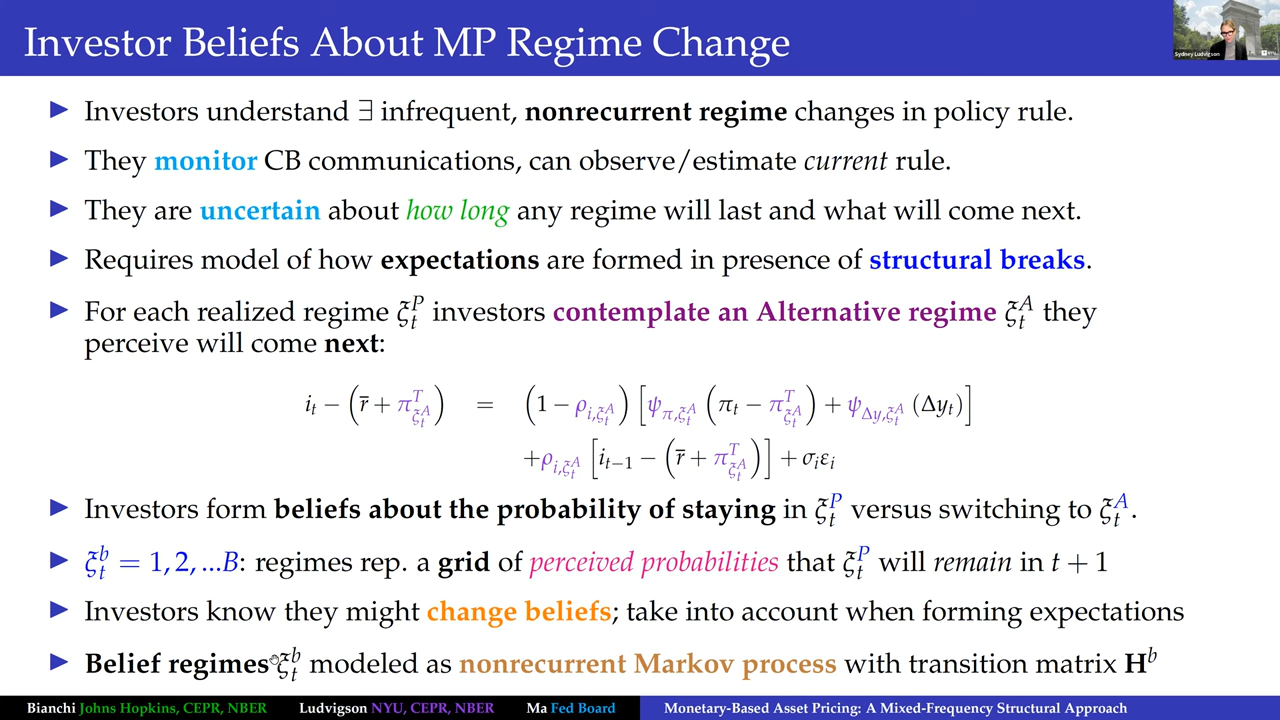 Investor Beliefs About MP Regime Change
Sydney Ludvigson
▶ Investors understand ∃ infrequent, nonrecurrent regime changes in policy rule.
▶ They monitor CB communications, can observe/estimate current rule.
▶ They are uncertain about how long any regime will last and what will come next.
▶ Requires model of how expectations are formed in presence of structural breaks.
▶ For each realized regime ξ_t^P investors contemplate an Alternative regime ξ_t^A they
perceive will come next:
i_t − (r̄ + π^T_{ξ_t^A}) = (1 − ρ_{i,ξ_t^A}) [ψ_{π,ξ_t^A} (π_t − π^T_{ξ_t^A}) + ψ_{Δy,ξ_t^A} (Δy_t)]
+ρ_{i,ξ_t^A} [i_{t−1} − (r̄ + π^T_{ξ_t^A})] + σ_i ε_i
▶ Investors form beliefs about the probability of staying in ξ_t^P versus switching to ξ_t^A.
▶ ξ_t^b = 1, 2, ...B: regimes rep. a grid of perceived probabilities that ξ_t^P will remain in t + 1
▶ Investors know they might change beliefs; take into account when forming expectations
▶ Belief regimes ξ_t^b modeled as nonrecurrent Markov process with transition matrix H^b
Bianchi Johns Hopkins, CEPR, NBER Ludvigson NYU, CEPR, NBER Ma Fed Board Monetary-Based Asset Pricing: A Mixed-Frequency Structural Approach